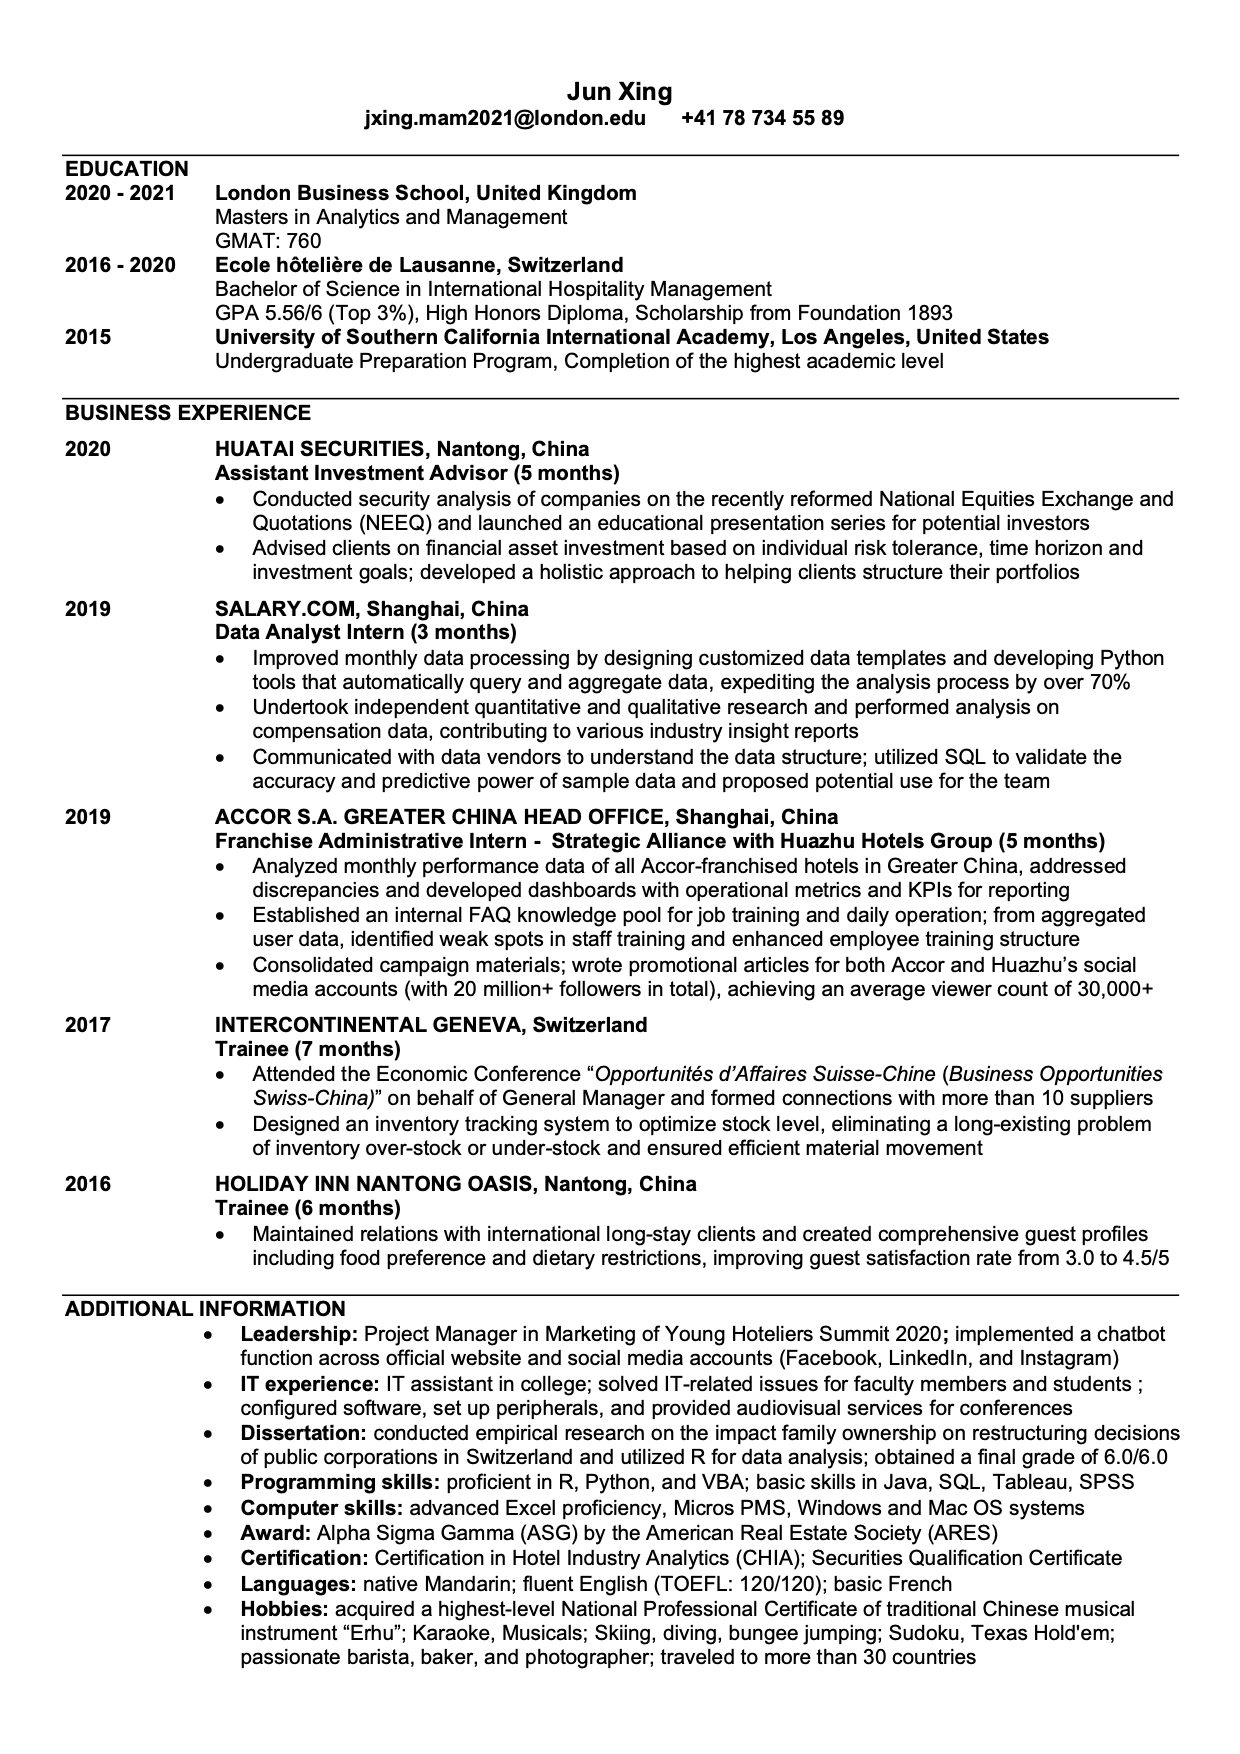 Jun Xing
jxing.mam2021@london.edu +41 78 734 55 89
EDUCATION
2020 - 2021 London Business School, United Kingdom
Masters in Analytics and Management
GMAT: 760
2016 - 2020 Ecole hôtelière de Lausanne, Switzerland
Bachelor of Science in International Hospitality Management
GPA 5.56/6 (Top 3%), High Honors Diploma, Scholarship from Foundation 1893
2015 University of Southern California International Academy, Los Angeles, United States
Undergraduate Preparation Program, Completion of the highest academic level
BUSINESS EXPERIENCE
2020 HUATAI SECURITIES, Nantong, China
Assistant Investment Advisor (5 months)
• Conducted security analysis of companies on the recently reformed National Equities Exchange and
Quotations (NEEQ) and launched an educational presentation series for potential investors
• Advised clients on financial asset investment based on individual risk tolerance, time horizon and
investment goals; developed a holistic approach to helping clients structure their portfolios
2019 SALARY.COM, Shanghai, China
Data Analyst Intern (3 months)
• Improved monthly data processing by designing customized data templates and developing Python
tools that automatically query and aggregate data, expediting the analysis process by over 70%
• Undertook independent quantitative and qualitative research and performed analysis on
compensation data, contributing to various industry insight reports
• Communicated with data vendors to understand the data structure; utilized SQL to validate the
accuracy and predictive power of sample data and proposed potential use for the team
2019 ACCOR S.A. GREATER CHINA HEAD OFFICE, Shanghai, China
Franchise Administrative Intern - Strategic Alliance with Huazhu Hotels Group (5 months)
• Analyzed monthly performance data of all Accor-franchised hotels in Greater China, addressed
discrepancies and developed dashboards with operational metrics and KPIs for reporting
• Established an internal FAQ knowledge pool for job training and daily operation; from aggregated
user data, identified weak spots in staff training and enhanced employee training structure
• Consolidated campaign materials; wrote promotional articles for both Accor and Huazhu’s social
media accounts (with 20 million+ followers in total), achieving an average viewer count of 30,000+
2017 INTERCONTINENTAL GENEVA, Switzerland
Trainee (7 months)
• Attended the Economic Conference “Opportunités d’Affaires Suisse-Chine (Business Opportunities
Swiss-China)” on behalf of General Manager and formed connections with more than 10 suppliers
• Designed an inventory tracking system to optimize stock level, eliminating a long-existing problem
of inventory over-stock or under-stock and ensured efficient material movement
2016 HOLIDAY INN NANTONG OASIS, Nantong, China
Trainee (6 months)
• Maintained relations with international long-stay clients and created comprehensive guest profiles
including food preference and dietary restrictions, improving guest satisfaction rate from 3.0 to 4.5/5
ADDITIONAL INFORMATION
• Leadership: Project Manager in Marketing of Young Hoteliers Summit 2020; implemented a chatbot
function across official website and social media accounts (Facebook, LinkedIn, and Instagram)
• IT experience: IT assistant in college; solved IT-related issues for faculty members and students ;
configured software, set up peripherals, and provided audiovisual services for conferences
• Dissertation: conducted empirical research on the impact family ownership on restructuring decisions
of public corporations in Switzerland and utilized R for data analysis; obtained a final grade of 6.0/6.0
• Programming skills: proficient in R, Python, and VBA; basic skills in Java, SQL, Tableau, SPSS
• Computer skills: advanced Excel proficiency, Micros PMS, Windows and Mac OS systems
• Award: Alpha Sigma Gamma (ASG) by the American Real Estate Society (ARES)
• Certification: Certification in Hotel Industry Analytics (CHIA); Securities Qualification Certificate
• Languages: native Mandarin; fluent English (TOEFL: 120/120); basic French
• Hobbies: acquired a highest-level National Professional Certificate of traditional Chinese musical
instrument “Erhu”; Karaoke, Musicals; Skiing, diving, bungee jumping; Sudoku, Texas Hold'em;
passionate barista, baker, and photographer; traveled to more than 30 countries